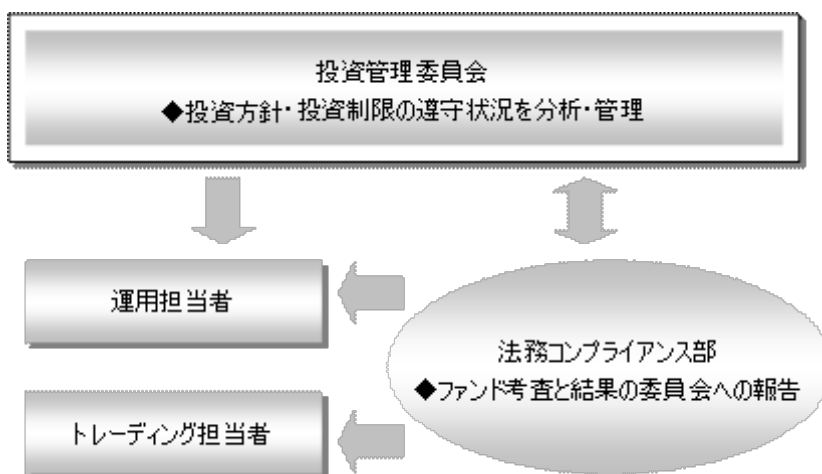 投資管理委員会
◆投資方針・投資制限の遵守状況を分析・管理
運用担当者
法務コンプライアンス部
◆ファンド考査と結果の委員会への報告
トレーディング担当者